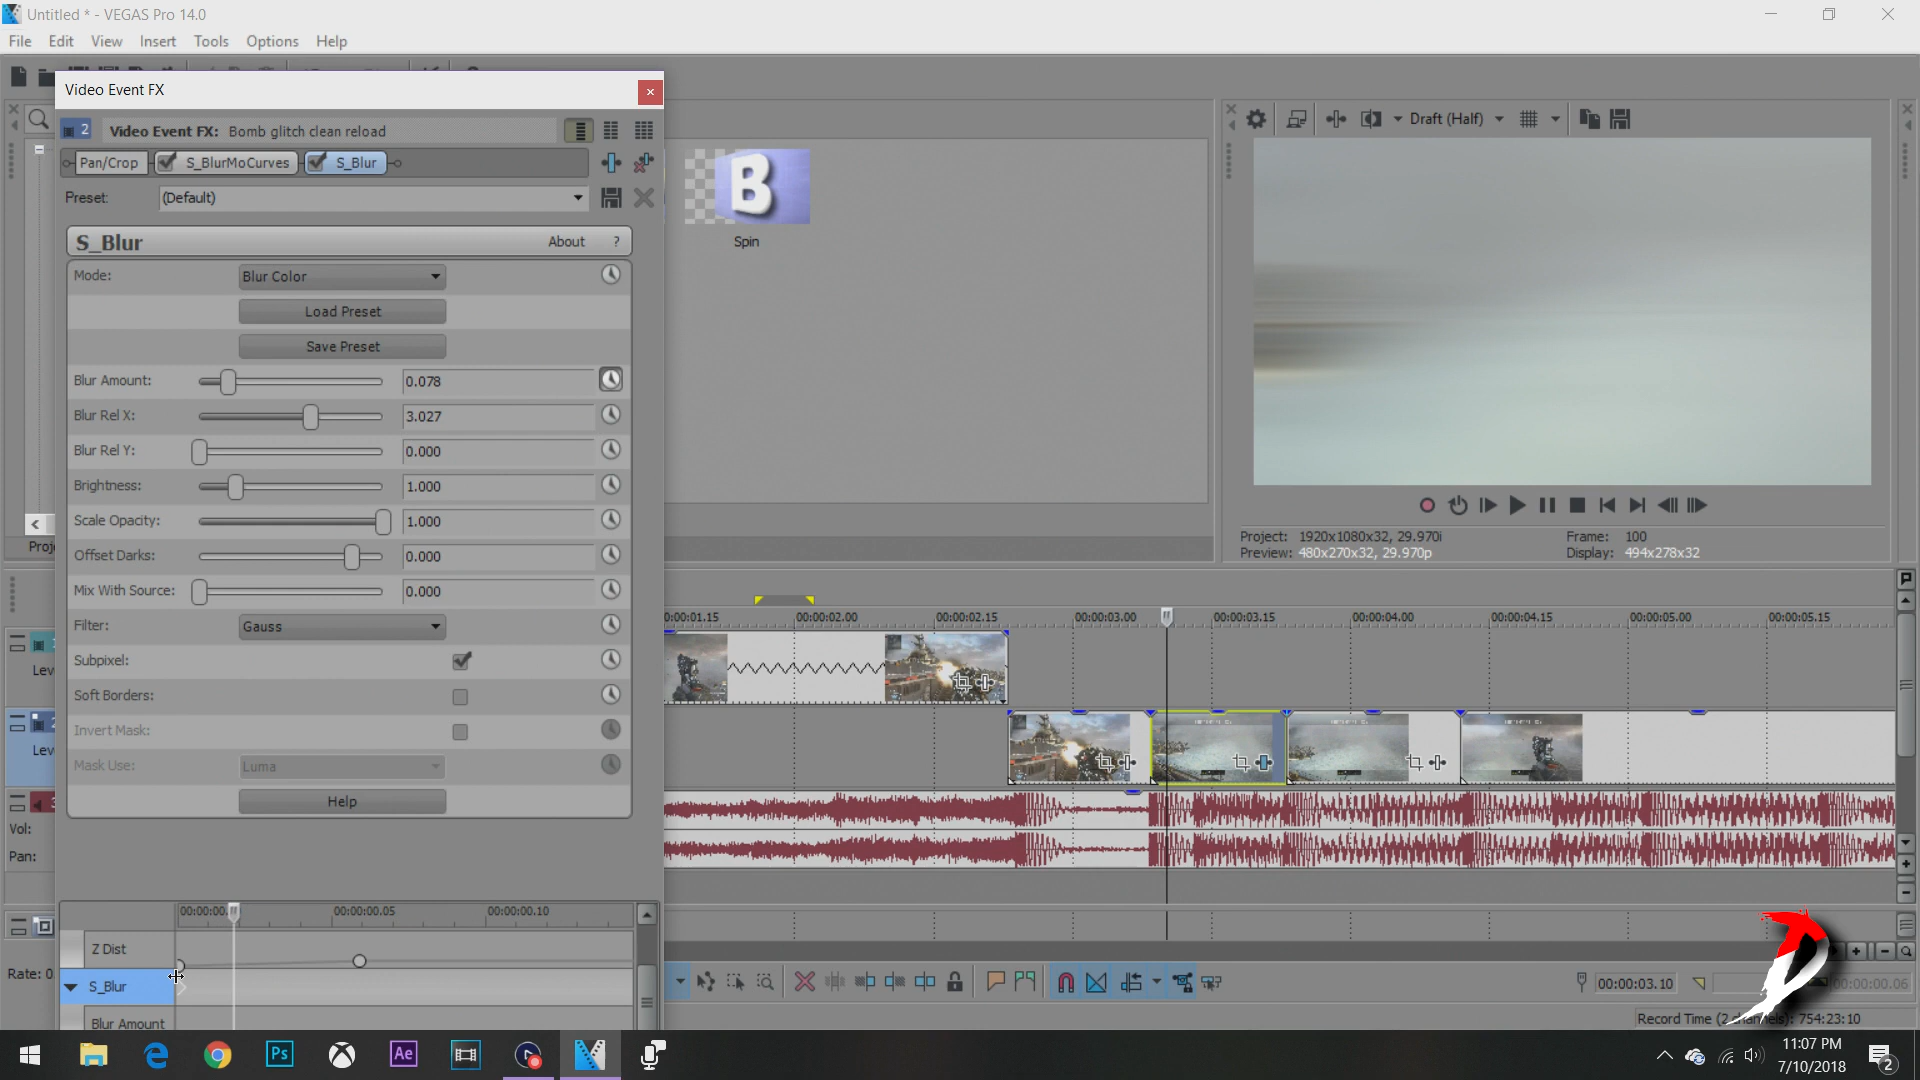 Untitled * - VEGAS Pro 14.0
File Edit View Insert Tools Options Help
Video Event FX
2 Video Event FX: Bomb glitch clean reload
Pan/Crop S_BlurMoCurves S_Blur
Preset: (Default)
S_Blur About ?
Mode: Blur Color
Load Preset
Save Preset
Blur Amount: 0.078
Blur Rel X: 3.027
Blur Rel Y: 0.000
Brightness: 1.000
Scale Opacity: 1.000
Offset Darks: 0.000
Mix With Source: 0.000
Filter: Gauss
Subpixel:
Soft Borders:
Invert Mask:
Mask Use: Luma
Help
00:00:00. 00:00:00.05 00:00:00.10
Z Dist
S_Blur
Blur Amount
B
Spin
Draft (Half)
Project: 1920x1080x32, 29.970i
Preview: 480x270x32, 29.970p
Frame: 100
Display: 494x278x32
Proj
Lev
Lev
Vol:
Pan:
Rate: 0
0:00:01.15 00:00:02.00 00:00:02.15 00:00:03.00 00:00:03.15 00:00:04.00 00:00:04.15 00:00:05.00 00:00:05.15
00:00:03.10 00:00:00.06
Record Time (2 channels): 754:23:10
Ps Ae
11:07 PM
7/10/2018
2